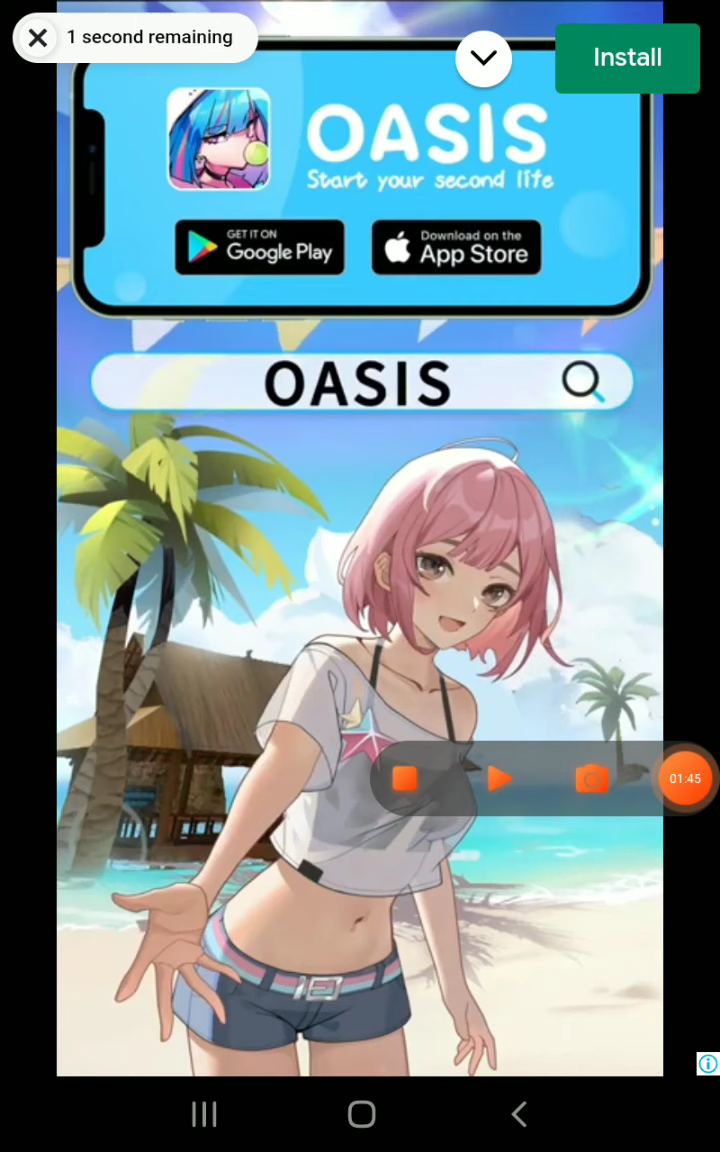 1 second remaining
Install
OASIS
Start your second life
GET IT ON
Google Play
Download on the
App Store
OASIS
01:45